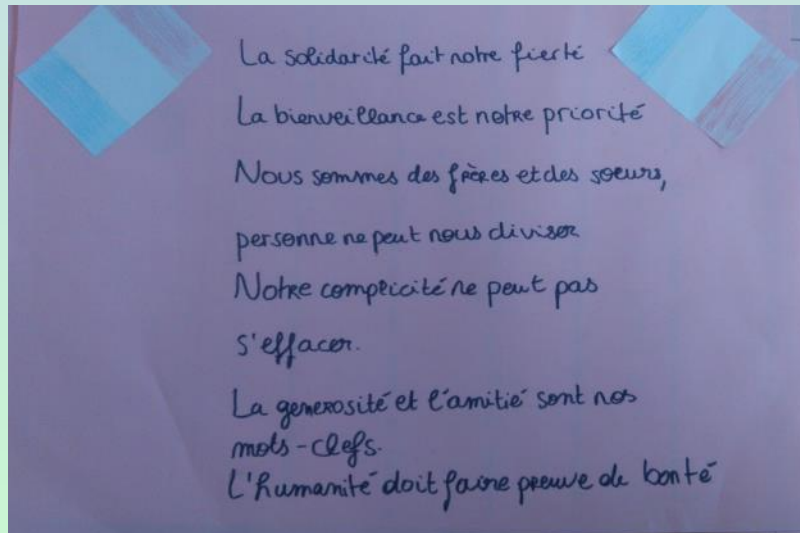 La solidarité fait notre fierté
La bienveillance est notre priorité
Nous sommes des frères et des soeurs,
personne ne peut nous diviser
Notre complicité ne peut pas
s'effacer.
La generosité et l'amitié sont nos
mots-clefs.
L'humanité doit faire preuve de bonté